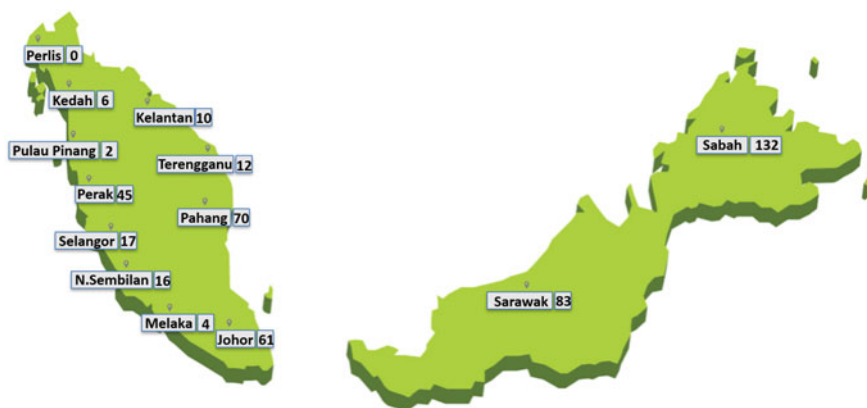 Perlis 0
Kedah 6
Kelantan 10
Pulau Pinang 2
Terengganu 12
Perak 45
Pahang 70
Selangor 17
N.Sembilan 16
Melaka 4
Johor 61
Sabah 132
Sarawak 83